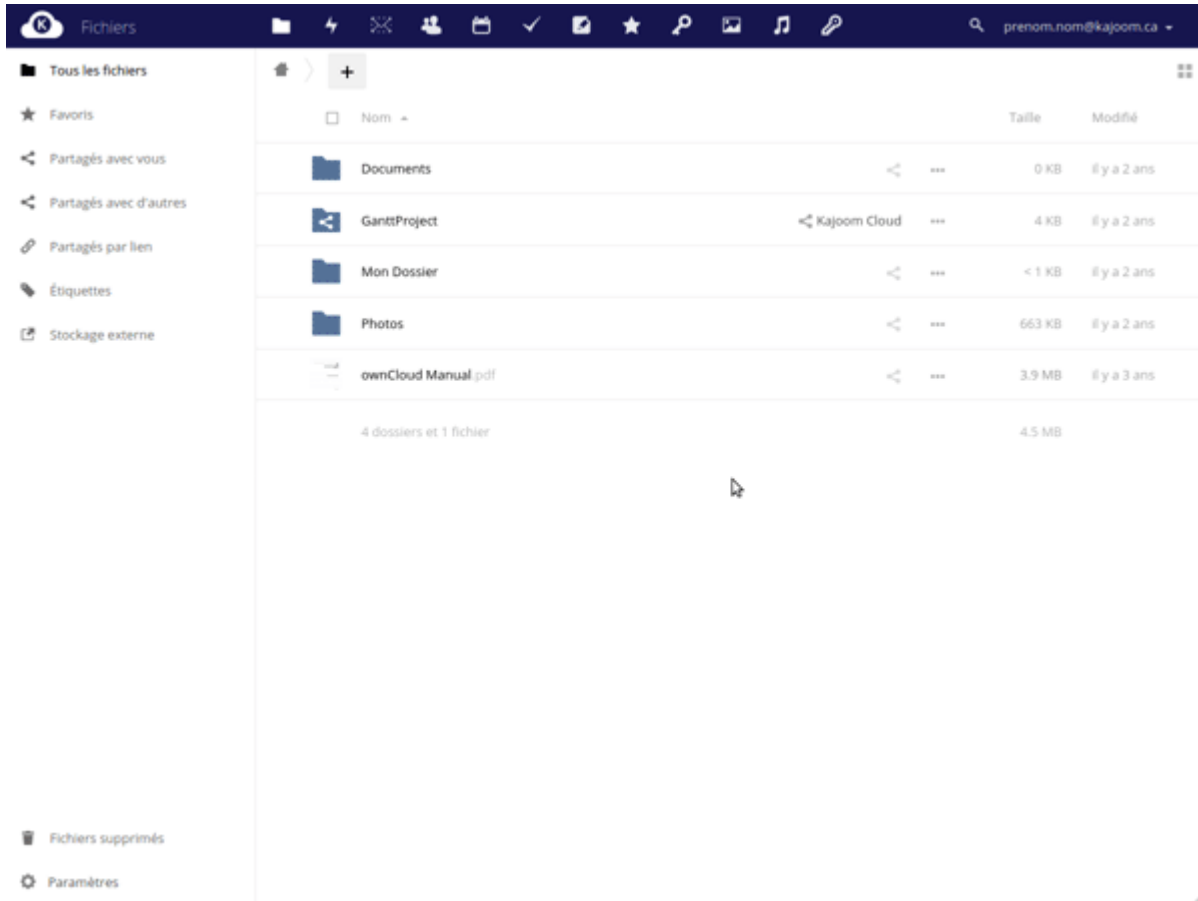 K Fichiers prenom.nom@kajoom.ca
Tous les fichiers
Favoris
Partagés avec vous
Partagés avec d'autres
Partagés par lien
Étiquettes
Stockage externe
Fichiers supprimés
Paramètres
+
Nom Taille Modifié
Documents 0 KB il y a 2 ans
GanttProject Kajoom Cloud 4 KB il y a 2 ans
Mon Dossier < 1 KB il y a 2 ans
Photos 663 KB il y a 2 ans
ownCloud Manual.pdf 3.9 MB il y a 3 ans
4 dossiers et 1 fichier 4.5 MB